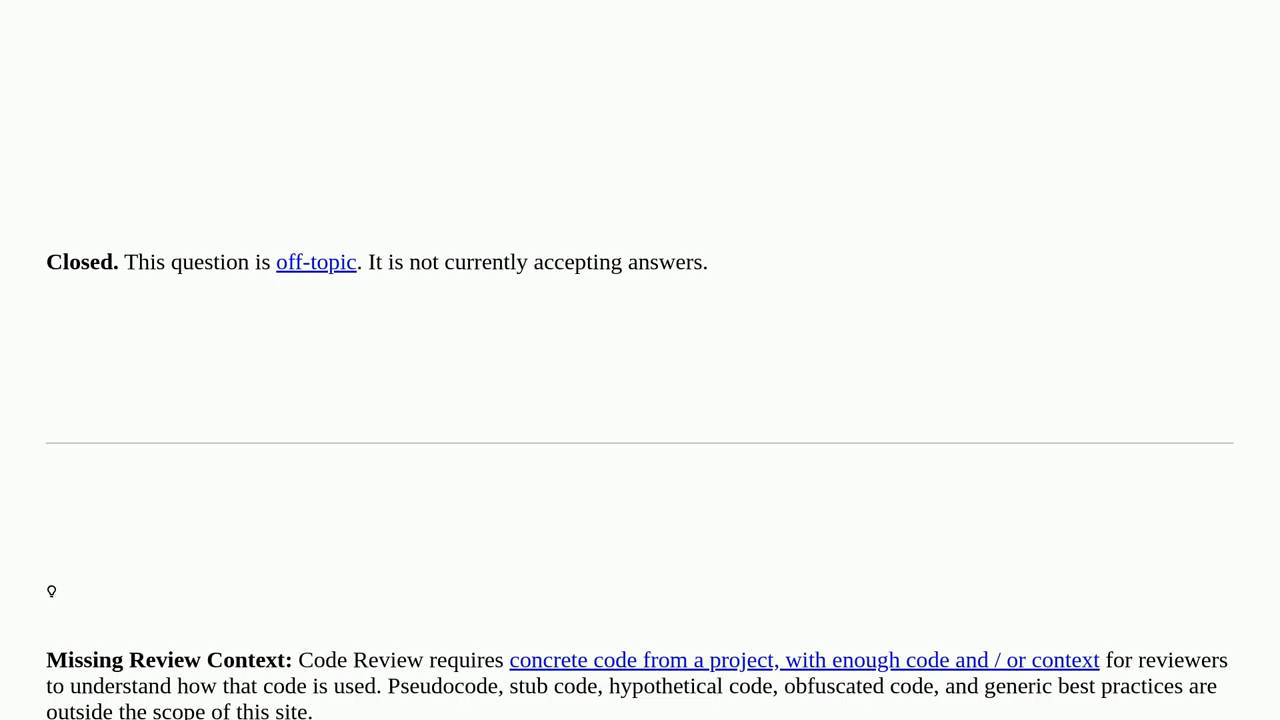 Closed. This question is off-topic. It is not currently accepting answers.
Missing Review Context: Code Review requires concrete code from a project, with enough code and / or context for reviewers
to understand how that code is used. Pseudocode, stub code, hypothetical code, obfuscated code, and generic best practices are
outside the scope of this site.